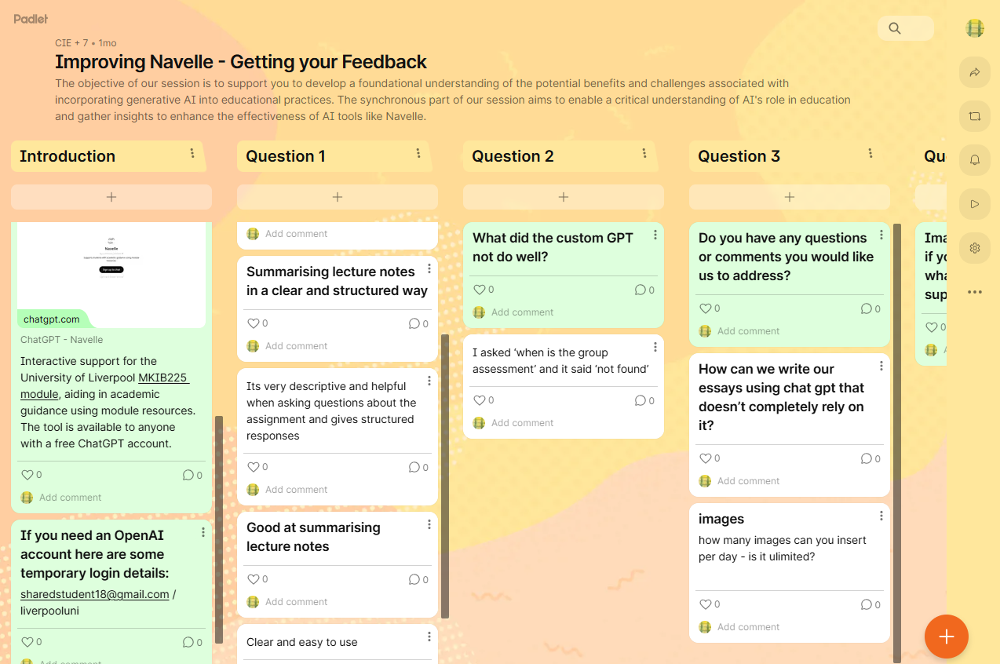 Padlet
CIE + 7 • 1mo
Improving Navelle - Getting your Feedback
The objective of our session is to support you to develop a foundational understanding of the potential benefits and challenges associated with
incorporating generative AI into educational practices. The synchronous part of our session aims to enable a critical understanding of AI's role in education
and gather insights to enhance the effectiveness of AI tools like Navelle.
Introduction
Navelle
Sign up to chat
chatgpt.com
ChatGPT - Navelle
Interactive support for the
University of Liverpool MKIB225
module, aiding in academic
guidance using module resources.
The tool is available to anyone
with a free ChatGPT account.
0 0
Add comment
If you need an OpenAI
account here are some
temporary login details:
sharedstudent18@gmail.com /
liverpooluni
0 0
Add comment
Question 1
Add comment
Summarising lecture notes
in a clear and structured way
0 0
Add comment
Its very descriptive and helpful
when asking questions about the
assignment and gives structured
responses
0 0
Add comment
Good at summarising
lecture notes
0 0
Add comment
Clear and easy to use
Question 2
What did the custom GPT
not do well?
0 0
Add comment
I asked ‘when is the group
assessment’ and it said ‘not found’
0 0
Add comment
Question 3
Do you have any questions
or comments you would like
us to address?
0 0
Add comment
How can we write our
essays using chat gpt that
doesn’t completely rely on
it?
0 0
Add comment
images
how many images can you insert
per day - is it ulimited?
0 0
Add comment
Qu
Ima
if yo
wha
sup
0